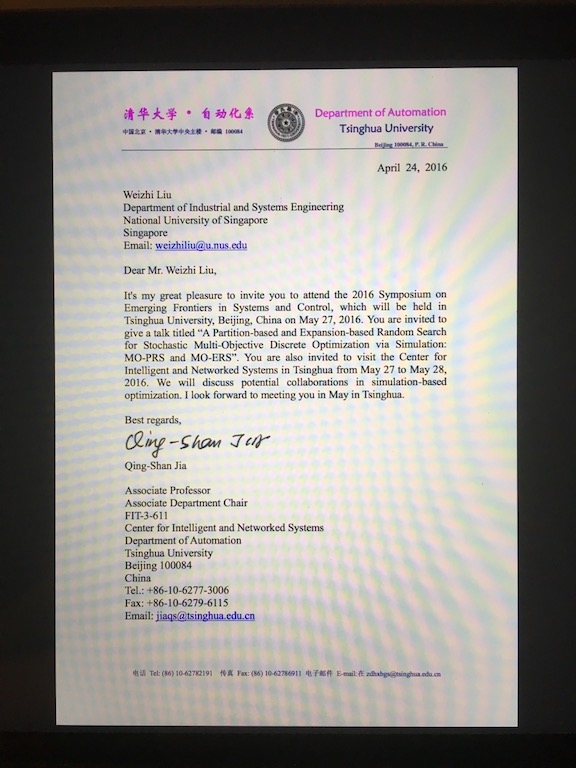 清华大学 • 自动化系
中国北京 • 清华大学中央主楼 • 邮编 100084
Department of Automation
Tsinghua University
Beijing 100084, P. R. China
April 24, 2016
Weizhi Liu
Department of Industrial and Systems Engineering
National University of Singapore
Singapore
Email: weizhiliu@u.nus.edu
Dear Mr. Weizhi Liu,
It's my great pleasure to invite you to attend the 2016 Symposium on
Emerging Frontiers in Systems and Control, which will be held in
Tsinghua University, Beijing, China on May 27, 2016. You are invited to
give a talk titled “A Partition-based and Expansion-based Random Search
for Stochastic Multi-Objective Discrete Optimization via Simulation:
MO-PRS and MO-ERS”. You are also invited to visit the Center for
Intelligent and Networked Systems in Tsinghua from May 27 to May 28,
2016. We will discuss potential collaborations in simulation-based
optimization. I look forward to meeting you in May in Tsinghua.
Best regards,
Qing-Shan Jia
Qing-Shan Jia
Associate Professor
Associate Department Chair
FIT-3-611
Center for Intelligent and Networked Systems
Department of Automation
Tsinghua University
Beijing 100084
China
Tel.: +86-10-6277-3006
Fax: +86-10-6279-6115
Email: jiaqs@tsinghua.edu.cn
电话 Tel: (86) 10-62782191 传真 Fax: (86) 10-62786911 电子邮件 E-mail:在 zdhxbgs@tsinghua.edu.cn